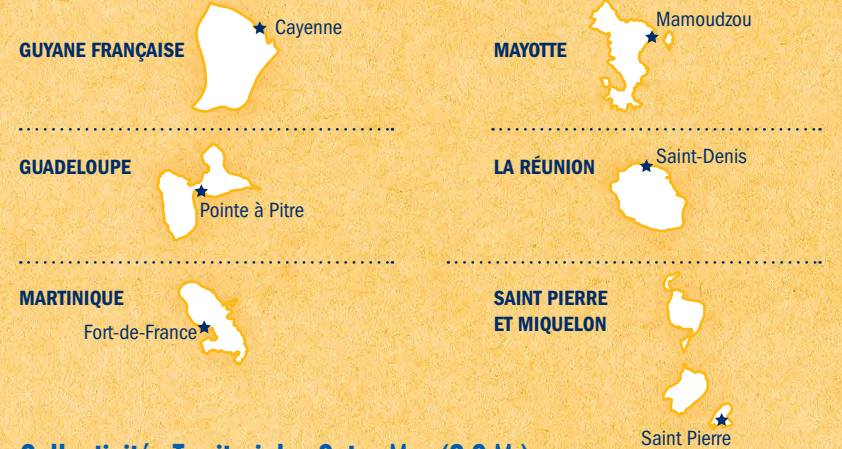 GUYANE FRANÇAISE
Cayenne
MAYOTTE
Mamoudzou
GUADELOUPE
Pointe à Pitre
LA RÉUNION
Saint-Denis
MARTINIQUE
Fort-de-France
SAINT PIERRE
ET MIQUELON
Saint Pierre